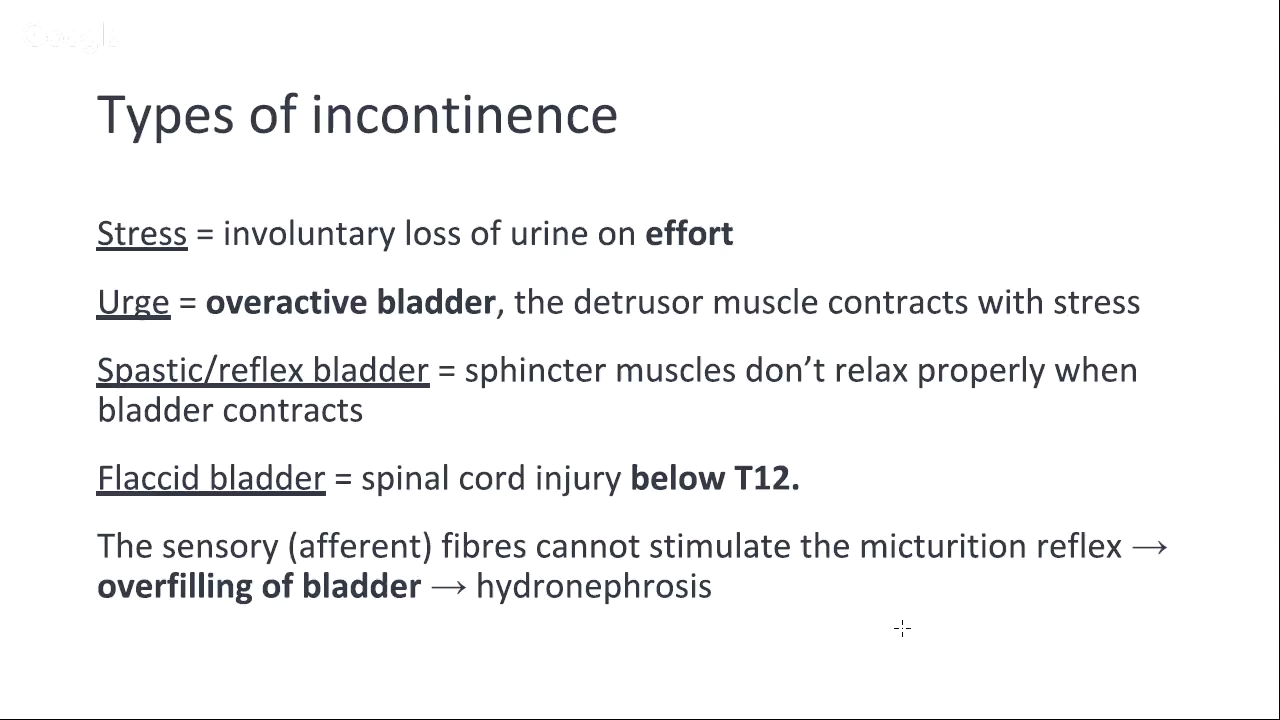 Types of incontinence
Stress = involuntary loss of urine on effort
Urge = overactive bladder, the detrusor muscle contracts with stress
Spastic/reflex bladder = sphincter muscles don’t relax properly when
bladder contracts
Flaccid bladder = spinal cord injury below T12.
The sensory (afferent) fibres cannot stimulate the micturition reflex →
overfilling of bladder → hydronephrosis